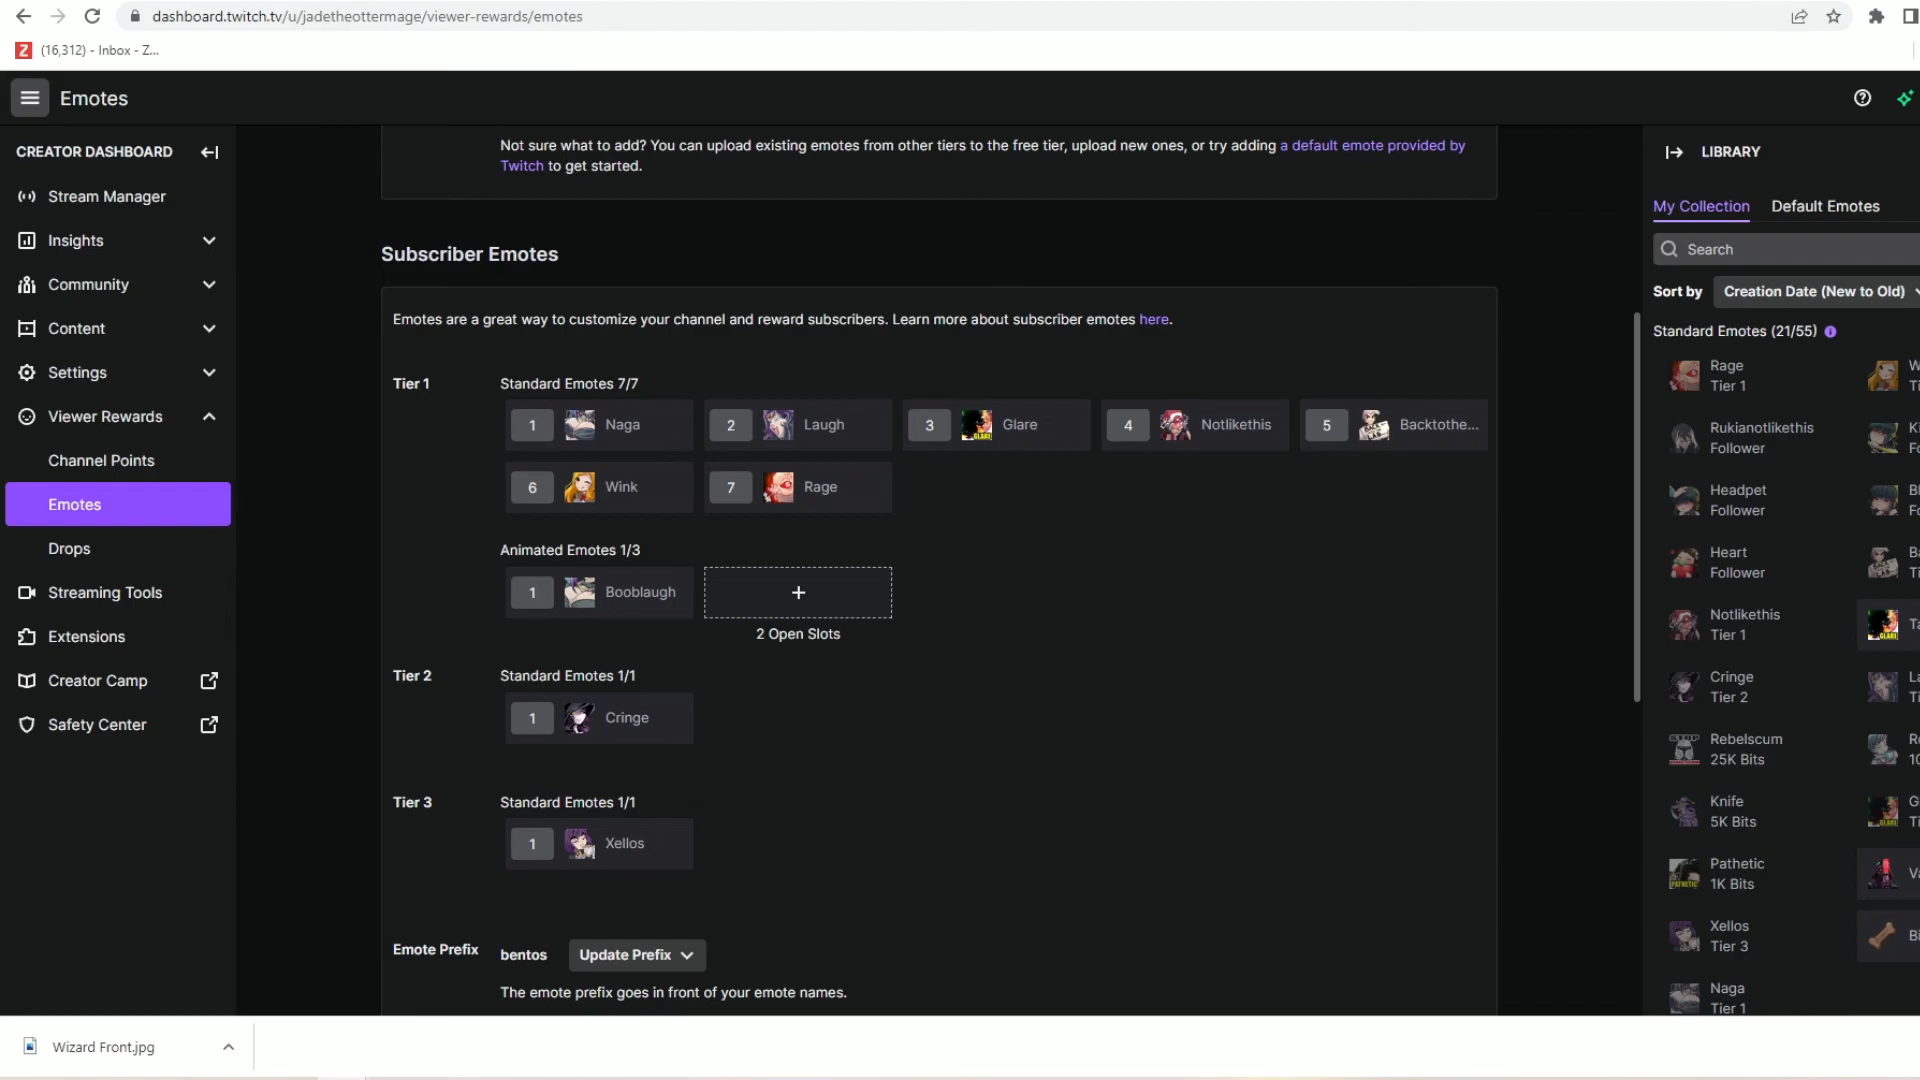 dashboard.twitch.tv/u/jadetheottermage/viewer-rewards/emotes
(16,312) - Inbox - Z...
Emotes
CREATOR DASHBOARD
Stream Manager
Insights
Community
Content
Settings
Viewer Rewards
Channel Points
Emotes
Drops
Streaming Tools
Extensions
Creator Camp
Safety Center
Not sure what to add? You can upload existing emotes from other tiers to the free tier, upload new ones, or try adding a default emote provided by
Twitch to get started.
Subscriber Emotes
Emotes are a great way to customize your channel and reward subscribers. Learn more about subscriber emotes here.
Tier 1
Standard Emotes 7/7
1 Naga 2 Laugh 3 Glare 4 Notlikethis 5 Backtothe...
6 Wink 7 Rage
Animated Emotes 1/3
1 Booblaugh +
2 Open Slots
Tier 2
Standard Emotes 1/1
1 Cringe
Tier 3
Standard Emotes 1/1
1 Xellos
Emote Prefix bentos Update Prefix
The emote prefix goes in front of your emote names.
LIBRARY
My Collection Default Emotes
Search
Sort by Creation Date (New to Old)
Standard Emotes (21/55)
Rage
Tier 1
Rukianotlikethis
Follower
Headpet
Follower
Heart
Follower
Notlikethis
Tier 1
Cringe
Tier 2
Rebelscum
25K Bits
Knife
5K Bits
Pathetic
1K Bits
Xellos
Tier 3
Naga
Tier 1
Wizard Front.jpg